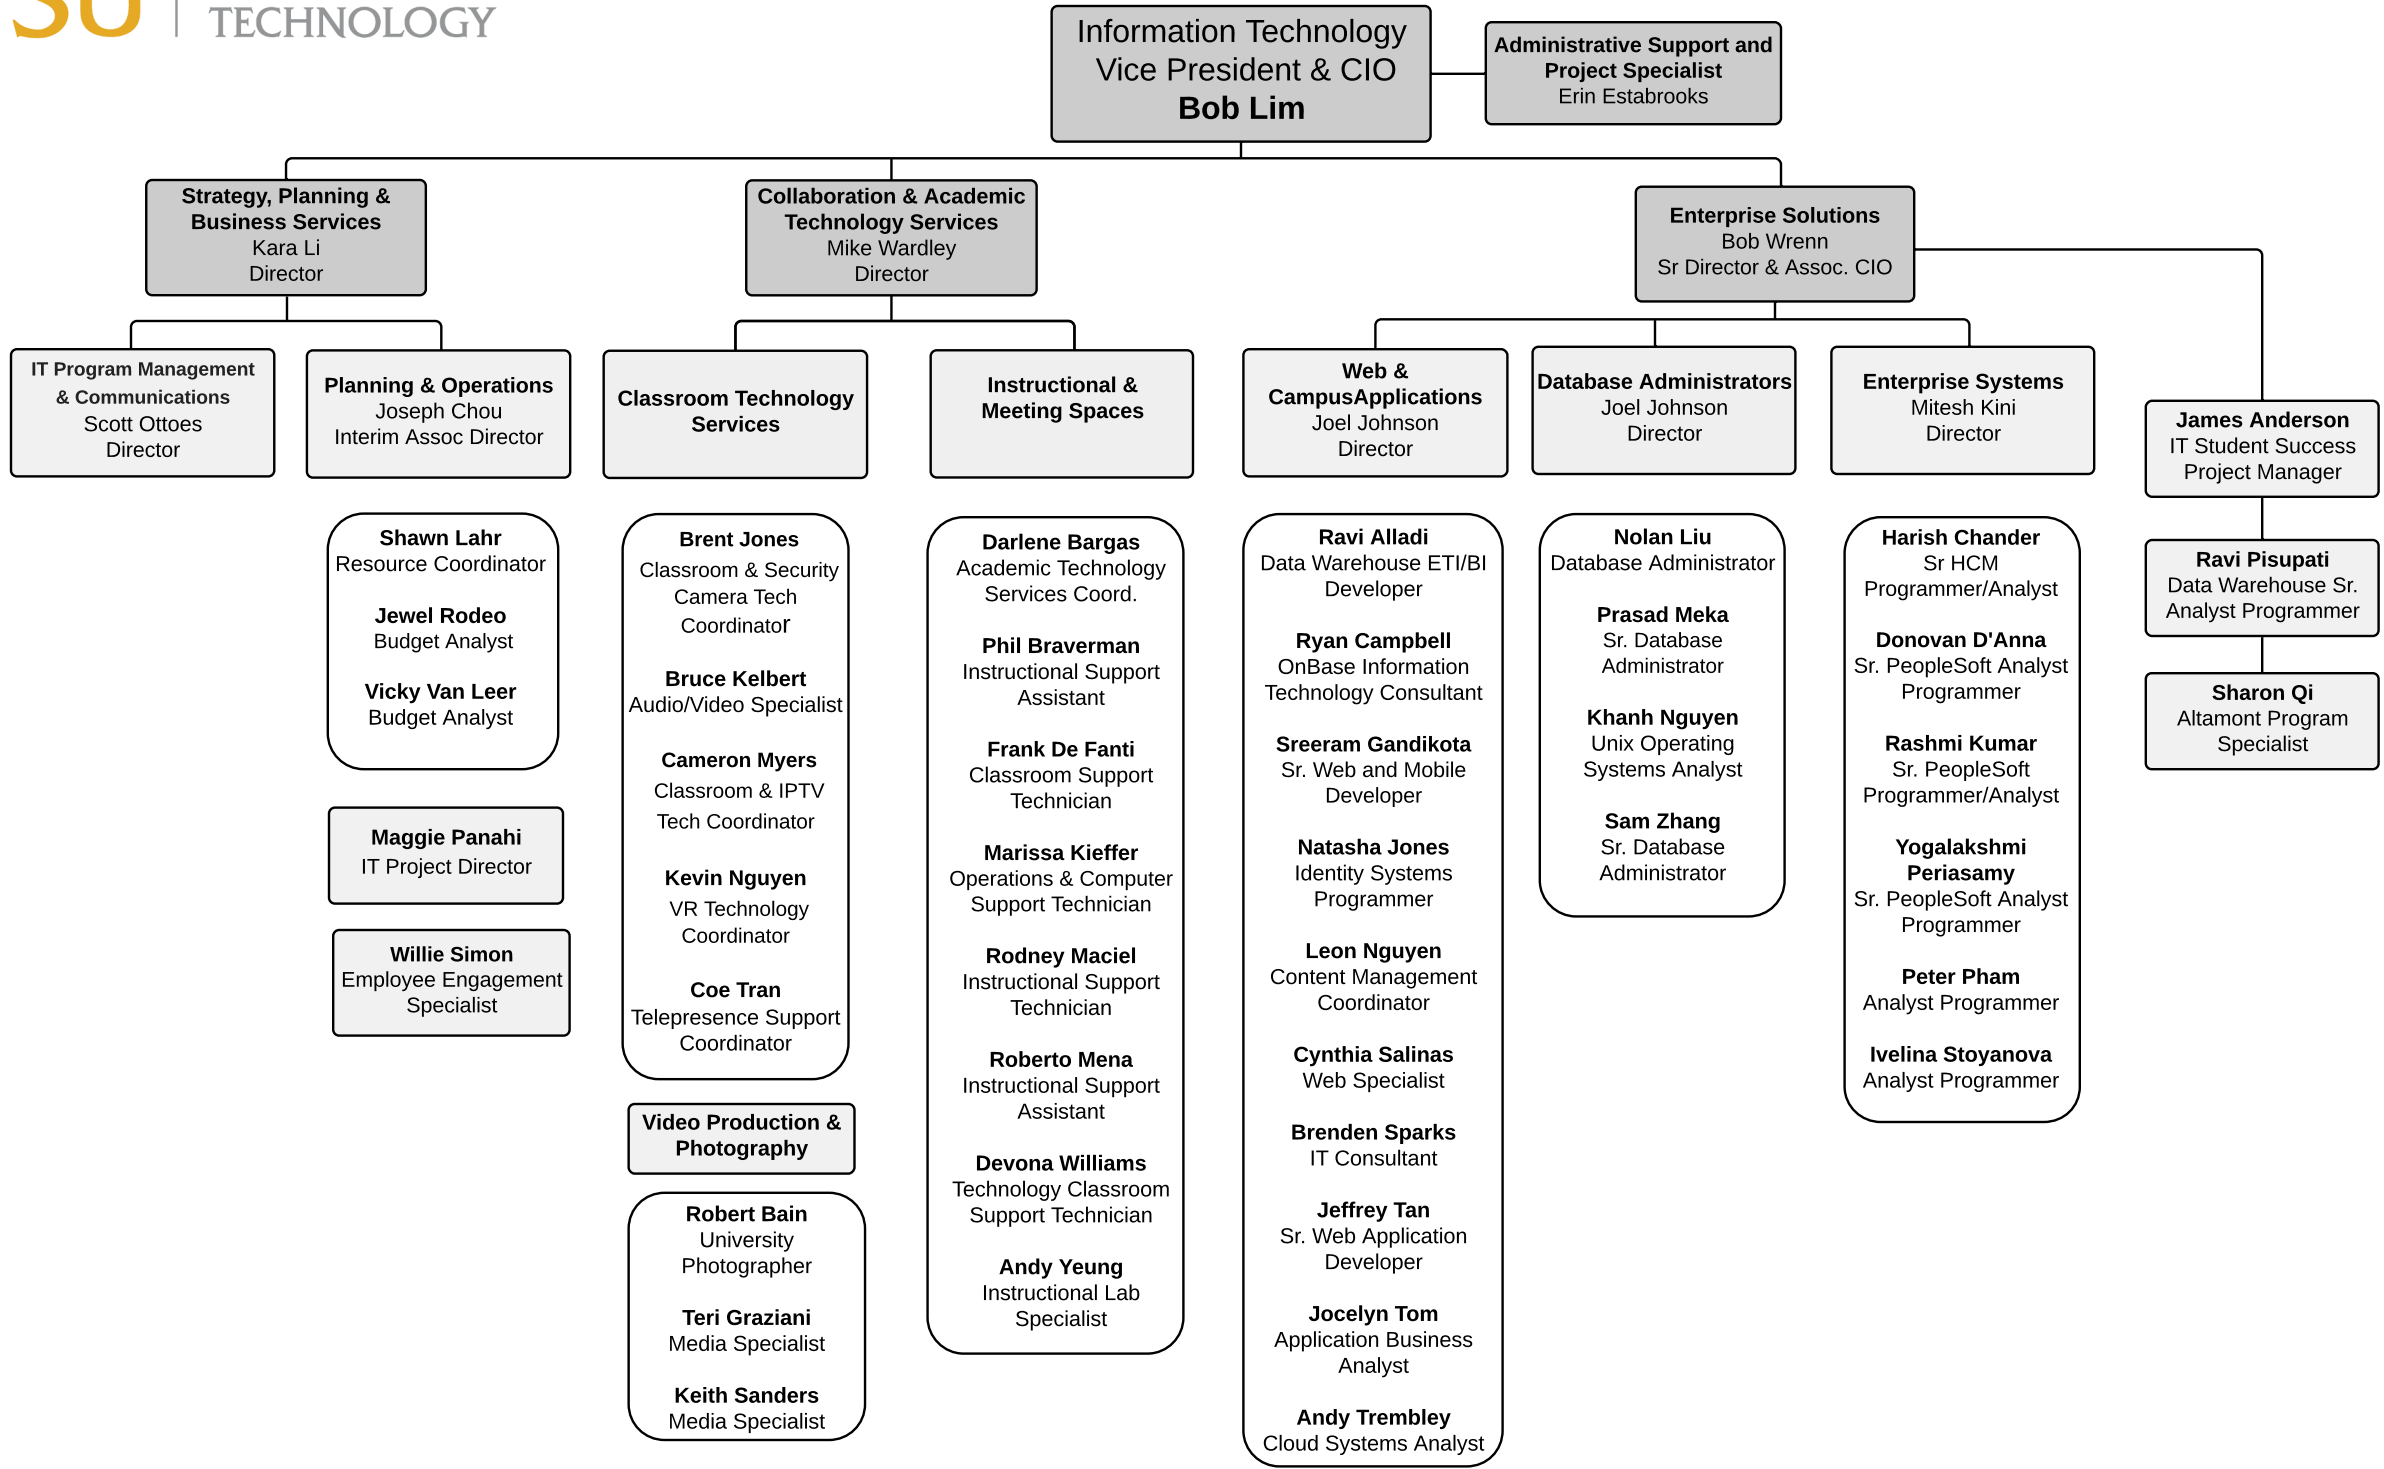 TECHNOLOGY
Information Technology
Vice President & CIO
Bob Lim
Administrative Support and
Project Specialist
Erin Estabrooks
Strategy, Planning &
Business Services
Kara Li
Director
Collaboration & Academic
Technology Services
Mike Wardley
Director
Enterprise Solutions
Bob Wrenn
Sr Director & Assoc. CIO
IT Program Management
& Communications
Scott Ottoes
Director
Planning & Operations
Joseph Chou
Interim Assoc Director
Classroom Technology
Services
Instructional &
Meeting Spaces
Web &
CampusApplications
Joel Johnson
Director
Database Administrators
Joel Johnson
Director
Enterprise Systems
Mitesh Kini
Director
James Anderson
IT Student Success
Project Manager
Shawn Lahr
Resource Coordinator
Jewel Rodeo
Budget Analyst
Vicky Van Leer
Budget Analyst
Maggie Panahi
IT Project Director
Willie Simon
Employee Engagement
Specialist
Brent Jones
Classroom & Security
Camera Tech
Coordinator
Bruce Kelbert
Audio/Video Specialist
Cameron Myers
Classroom & IPTV
Tech Coordinator
Kevin Nguyen
VR Technology
Coordinator
Coe Tran
Telepresence Support
Coordinator
Video Production &
Photography
Robert Bain
University
Photographer
Teri Graziani
Media Specialist
Keith Sanders
Media Specialist
Darlene Bargas
Academic Technology
Services Coord.
Phil Braverman
Instructional Support
Assistant
Frank De Fanti
Classroom Support
Technician
Marissa Kieffer
Operations & Computer
Support Technician
Rodney Maciel
Instructional Support
Technician
Roberto Mena
Instructional Support
Assistant
Devona Williams
Technology Classroom
Support Technician
Andy Yeung
Instructional Lab
Specialist
Ravi Alladi
Data Warehouse ETI/BI
Developer
Ryan Campbell
OnBase Information
Technology Consultant
Sreeram Gandikota
Sr. Web and Mobile
Developer
Natasha Jones
Identity Systems
Programmer
Leon Nguyen
Content Management
Coordinator
Cynthia Salinas
Web Specialist
Brenden Sparks
IT Consultant
Jeffrey Tan
Sr. Web Application
Developer
Jocelyn Tom
Application Business
Analyst
Andy Trembley
Cloud Systems Analyst
Nolan Liu
Database Administrator
Prasad Meka
Sr. Database
Administrator
Khanh Nguyen
Unix Operating
Systems Analyst
Sam Zhang
Sr. Database
Administrator
Harish Chander
Sr HCM
Programmer/Analyst
Donovan D'Anna
Sr. PeopleSoft Analyst
Programmer
Rashmi Kumar
Sr. PeopleSoft
Programmer/Analyst
Yogalakshmi
Periasamy
Sr. PeopleSoft Analyst
Programmer
Peter Pham
Analyst Programmer
Ivelina Stoyanova
Analyst Programmer
Ravi Pisupati
Data Warehouse Sr.
Analyst Programmer
Sharon Qi
Altamont Program
Specialist